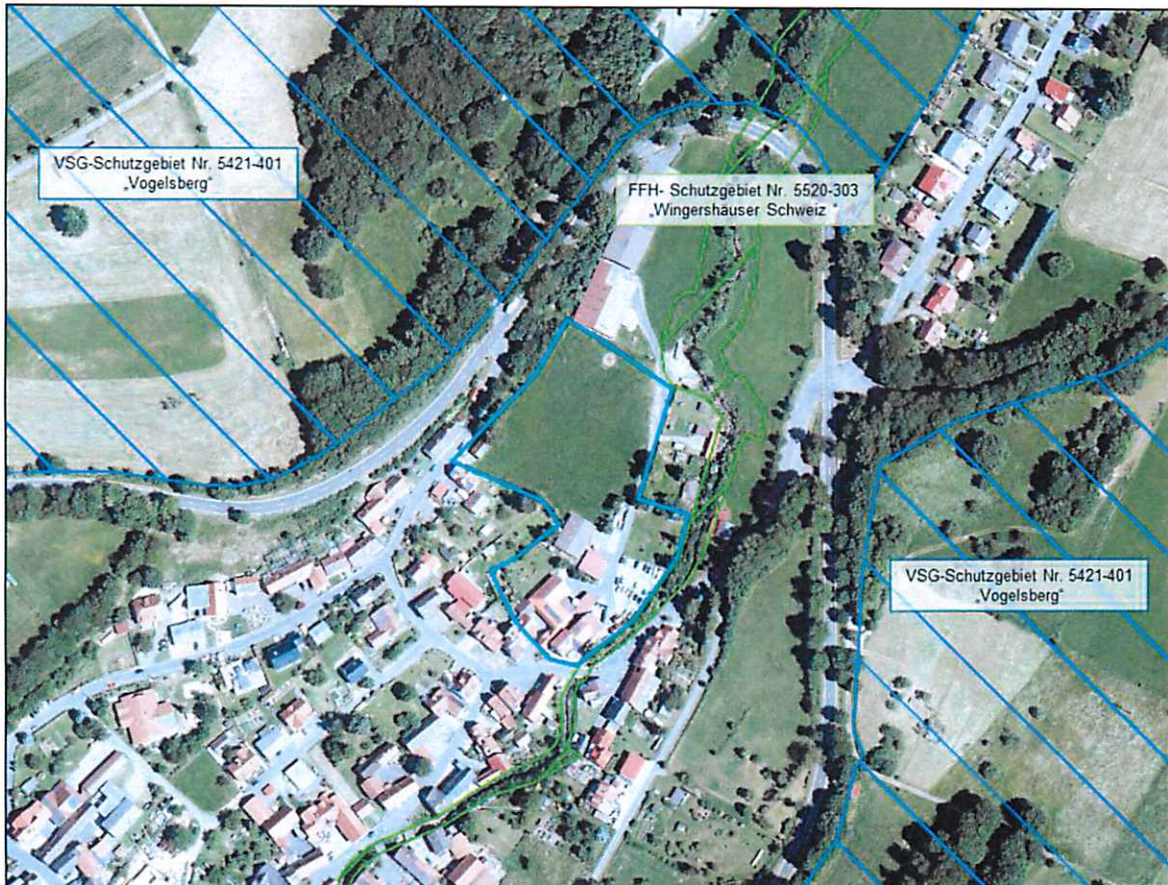 VSG-Schutzgebiet Nr. 5421-401
„Vogelsberg“
FFH- Schutzgebiet Nr. 5520-303
„Wingershauser Schweiz “
VSG-Schutzgebiet Nr. 5421-401
„Vogelsberg“